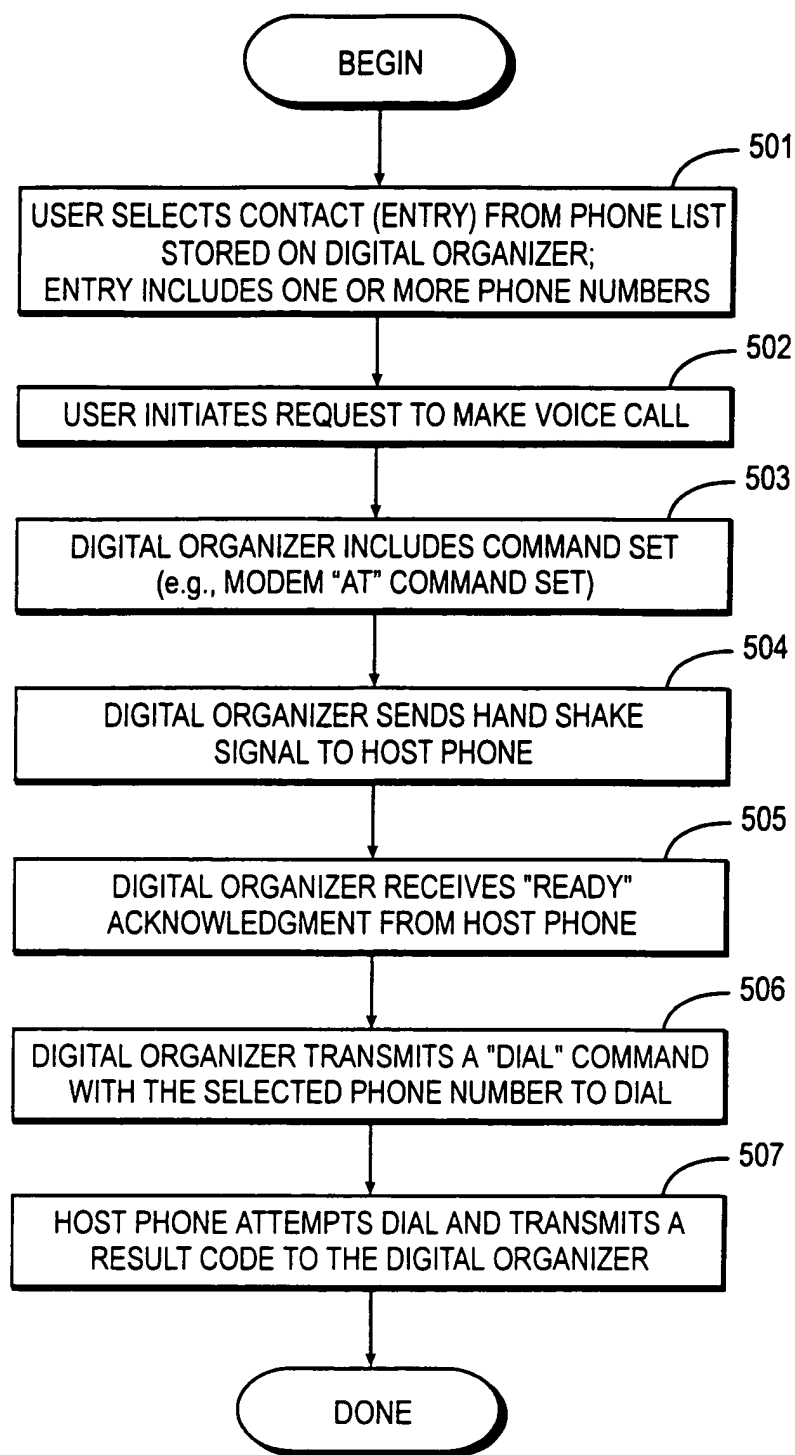 BEGIN
501
USER SELECTS CONTACT (ENTRY) FROM PHONE LIST
STORED ON DIGITAL ORGANIZER;
ENTRY INCLUDES ONE OR MORE PHONE NUMBERS
502
USER INITIATES REQUEST TO MAKE VOICE CALL
503
DIGITAL ORGANIZER INCLUDES COMMAND SET
(e.g., MODEM “AT” COMMAND SET)
504
DIGITAL ORGANIZER SENDS HAND SHAKE
SIGNAL TO HOST PHONE
505
DIGITAL ORGANIZER RECEIVES "READY"
ACKNOWLEDGMENT FROM HOST PHONE
506
DIGITAL ORGANIZER TRANSMITS A "DIAL" COMMAND
WITH THE SELECTED PHONE NUMBER TO DIAL
507
HOST PHONE ATTEMPTS DIAL AND TRANSMITS A
RESULT CODE TO THE DIGITAL ORGANIZER
DONE